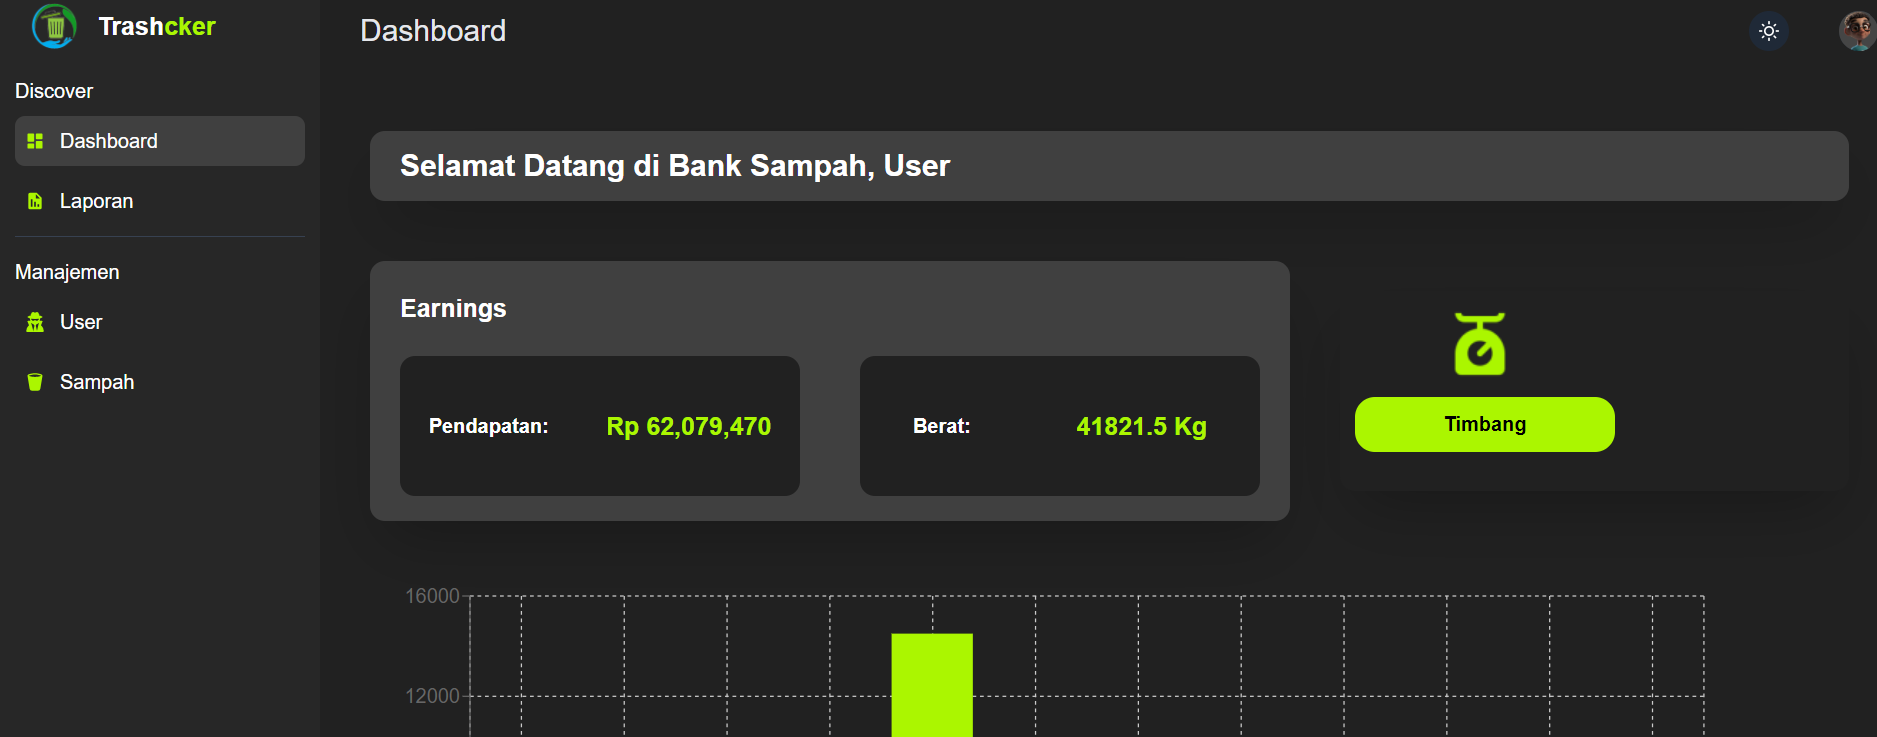 Trashcker
Dashboard
Discover
Dashboard
Laporan
Manajemen
User
Sampah
Selamat Datang di Bank Sampah, User
Earnings
Pendapatan: Rp 62,079,470
Berat: 41821.5 Kg
Timbang
16000
12000